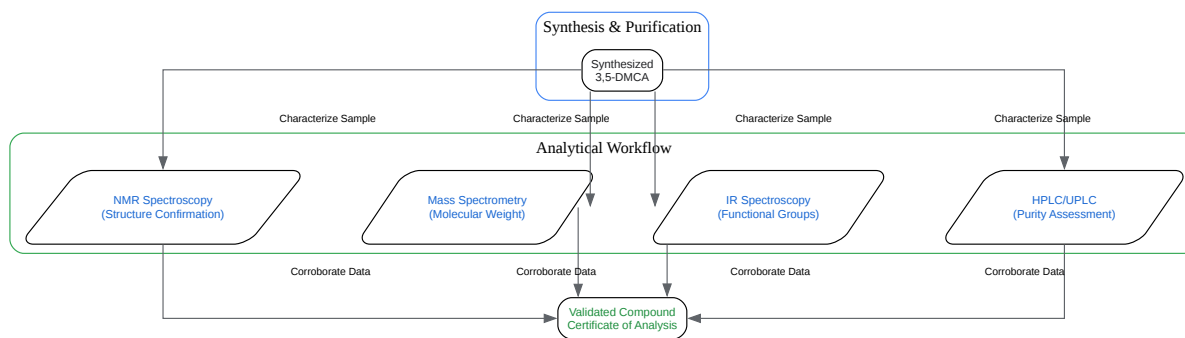 Synthesis & Purification
Synthesized
3,5-DMCA
Characterize Sample
Characterize Sample
Characterize Sample
Characterize Sample
Analytical Workflow
NMR Spectroscopy
(Structure Confirmation)
Mass Spectrometry
(Molecular Weight)
IR Spectroscopy
(Functional Groups)
HPLC/UPLC
(Purity Assessment)
Corroborate Data
Corroborate Data
Corroborate Data
Corroborate Data
Validated Compound
Certificate of Analysis